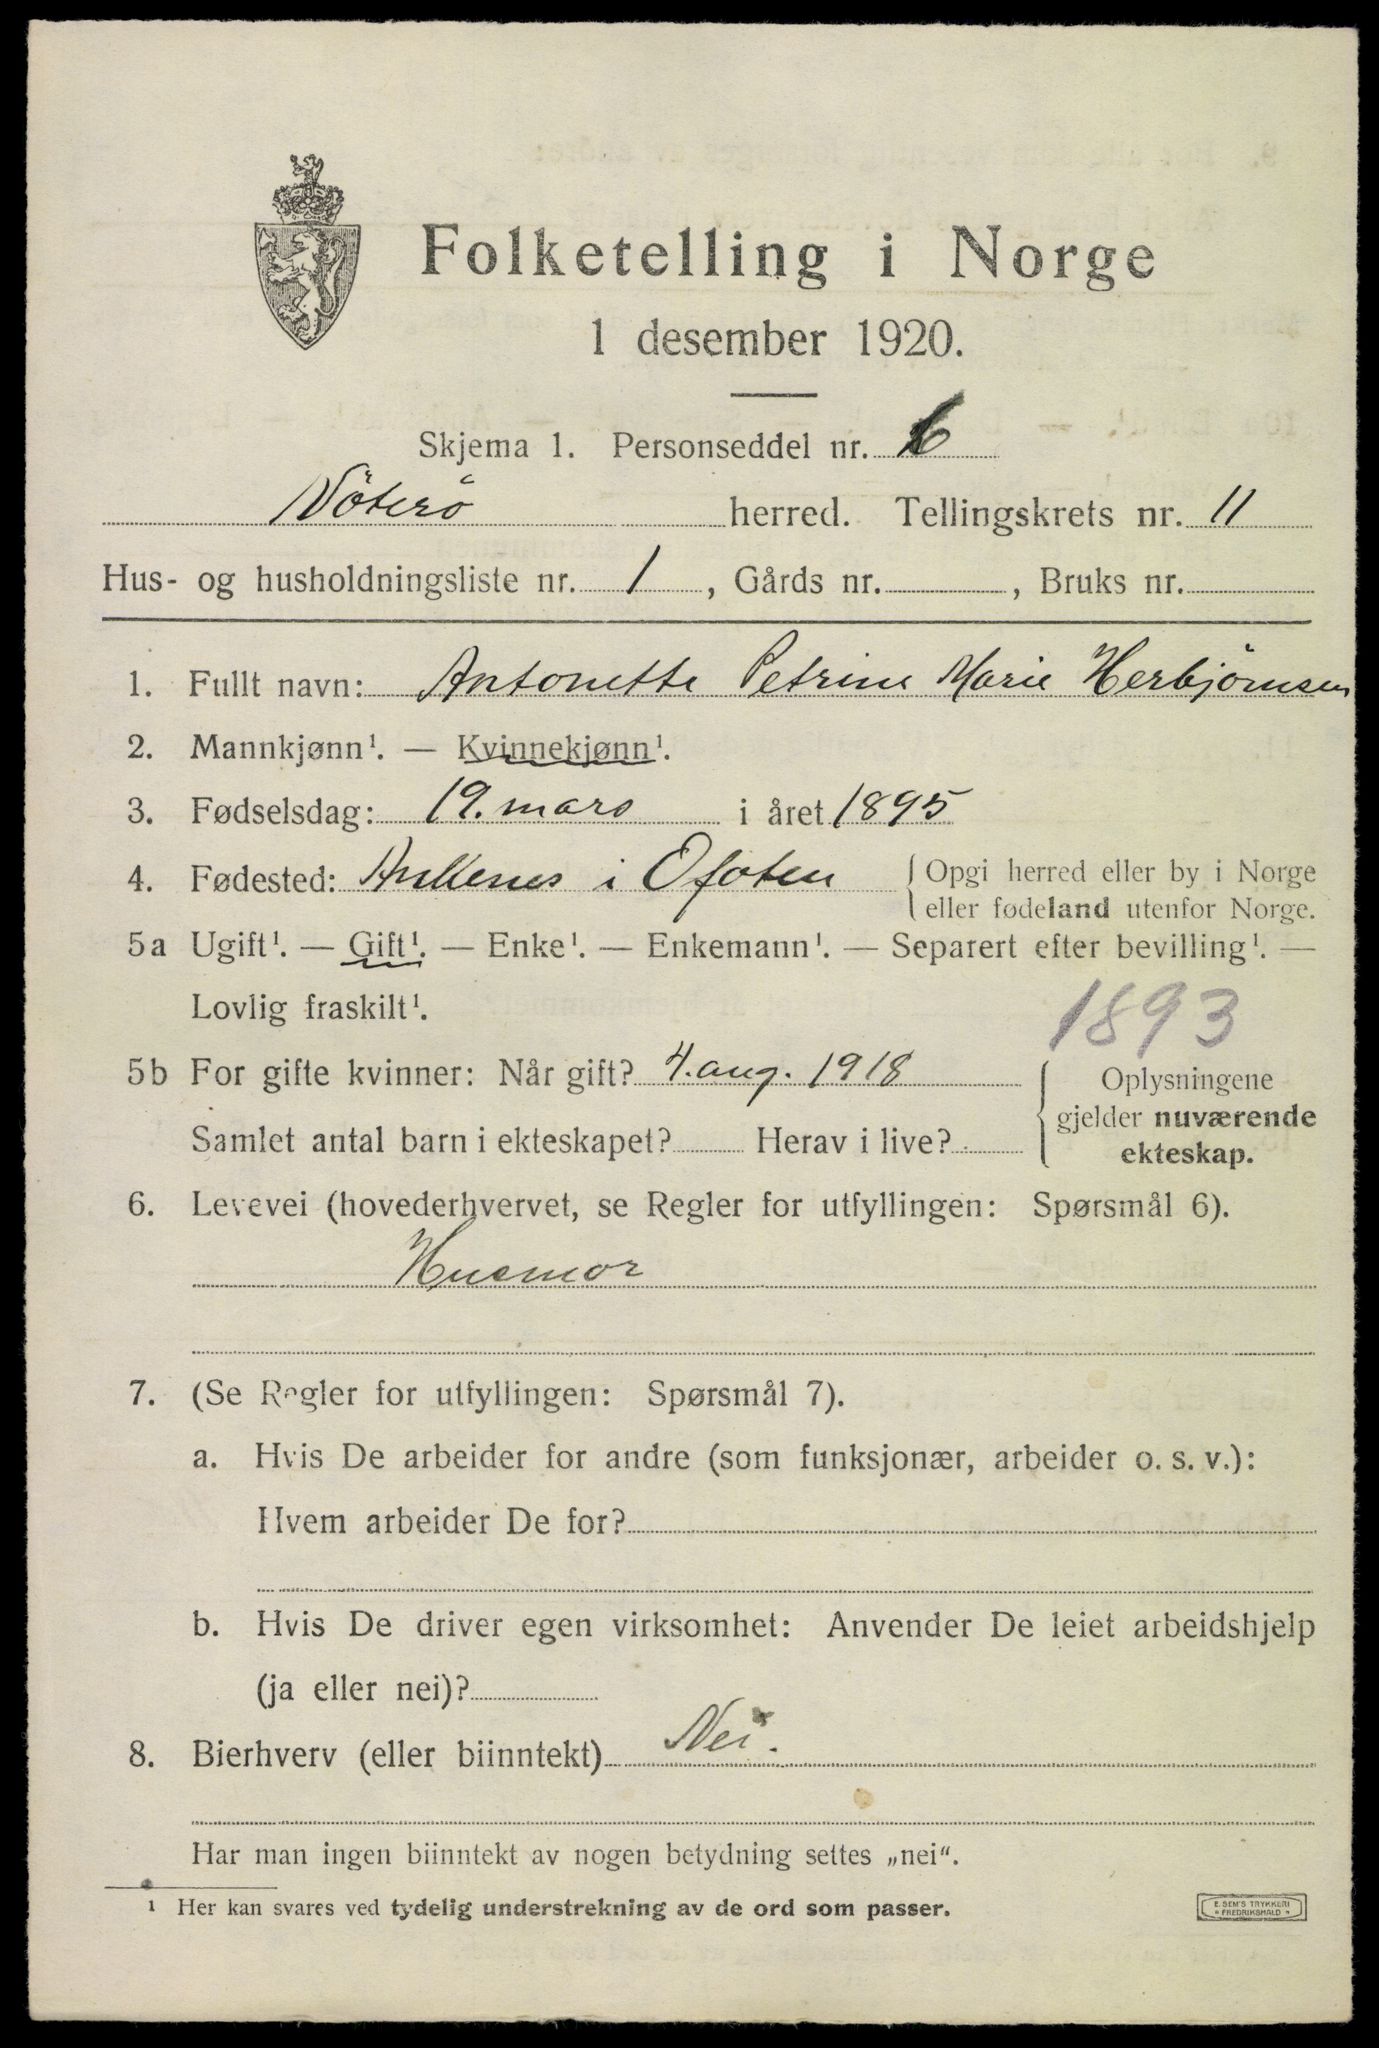 Folketelling i Norge
1 desember 1920.
Skjema 1. Personseddel nr. 6
Nöterö herred. Tellingskrets nr. 11
Hus- og husholdningsliste nr. 1, Gårds nr. , Bruks nr.
1. Fullt navn: Antonette Petrine Marie Herbjörnsen
2. Mannkjønn¹. — Kvinnekjønn¹.
3. Fødselsdag: 19. mars i året 1895
4. Fødested: Ankenes i Ofoten { Opgi herred eller by i Norge
eller fødeland utenfor Norge.
5a Ugift¹. — Gift¹. — Enke¹. — Enkemann¹. — Separert efter bevilling¹. —
Lovlig fraskilt¹.
1893
5b For gifte kvinner: Når gift? 4. aug. 1918 { Oplysningene
gjelder nuværende
Samlet antal barn i ekteskapet? Herav i live?
ekteskap.
6. Levevei (hovederhvervet, se Regler for utfyllingen: Spørsmål 6).
Husmor
7. (Se Regler for utfyllingen: Spørsmål 7).
a. Hvis De arbeider for andre (som funksjonær, arbeider o. s. v.):
Hvem arbeider De for?
b. Hvis De driver egen virksomhet: Anvender De leiet arbeidshjelp
(ja eller nei)?
8. Bierhverv (eller biinntekt) Nei.
Har man ingen biinntekt av nogen betydning settes „nei“.
¹ Her kan svares ved tydelig understrekning av de ord som passer.
E. SEM'S TRYKKERI
* FREDRIKSHALD *